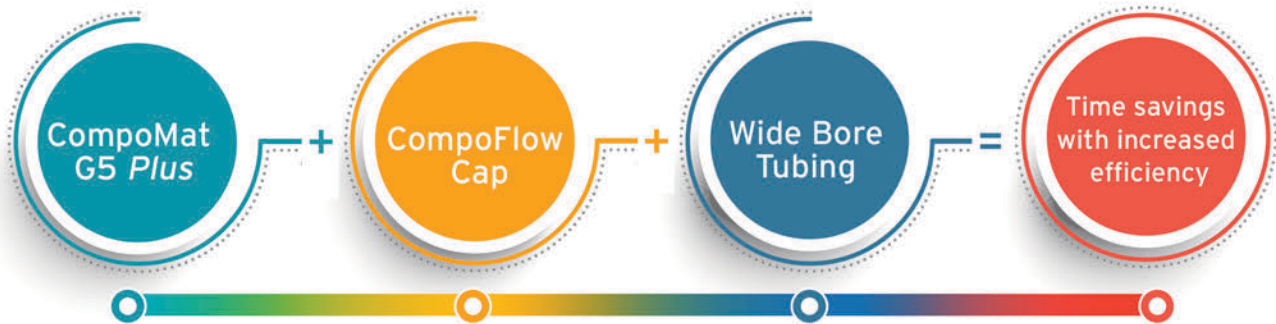 CompoMat
G5 Plus
+
CompoFlow
Cap
+
Wide Bore
Tubing
=
Time savings
with increased
efficiency